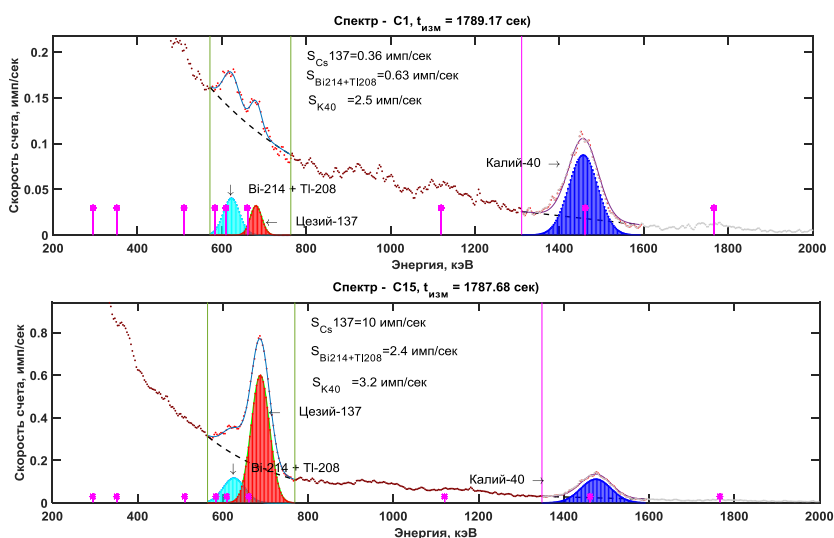 Спектр - C1, tизм = 1789.17 сек)
Скорость счета, имп/сек
0.2
0.15
0.1
0.05
0
SCs137=0.36 имп/сек
SBi214+Tl208=0.63 имп/сек
SK40 =2.5 имп/сек
Калий-40 →
Bi-214 + Tl-208
Цезий-137
200 400 600 800 1000 1200 1400 1600 1800 2000
Энергия, кэВ
Спектр - C15, tизм = 1787.68 сек)
Скорость счета, имп/сек
0.8
0.6
0.4
0.2
0
SCs137=10 имп/сек
SBi214+Tl208=2.4 имп/сек
SK40 =3.2 имп/сек
Цезий-137
Bi-214 + Tl-208
Калий-40 →
200 400 600 800 1000 1200 1400 1600 1800 2000
Энергия, кэВ